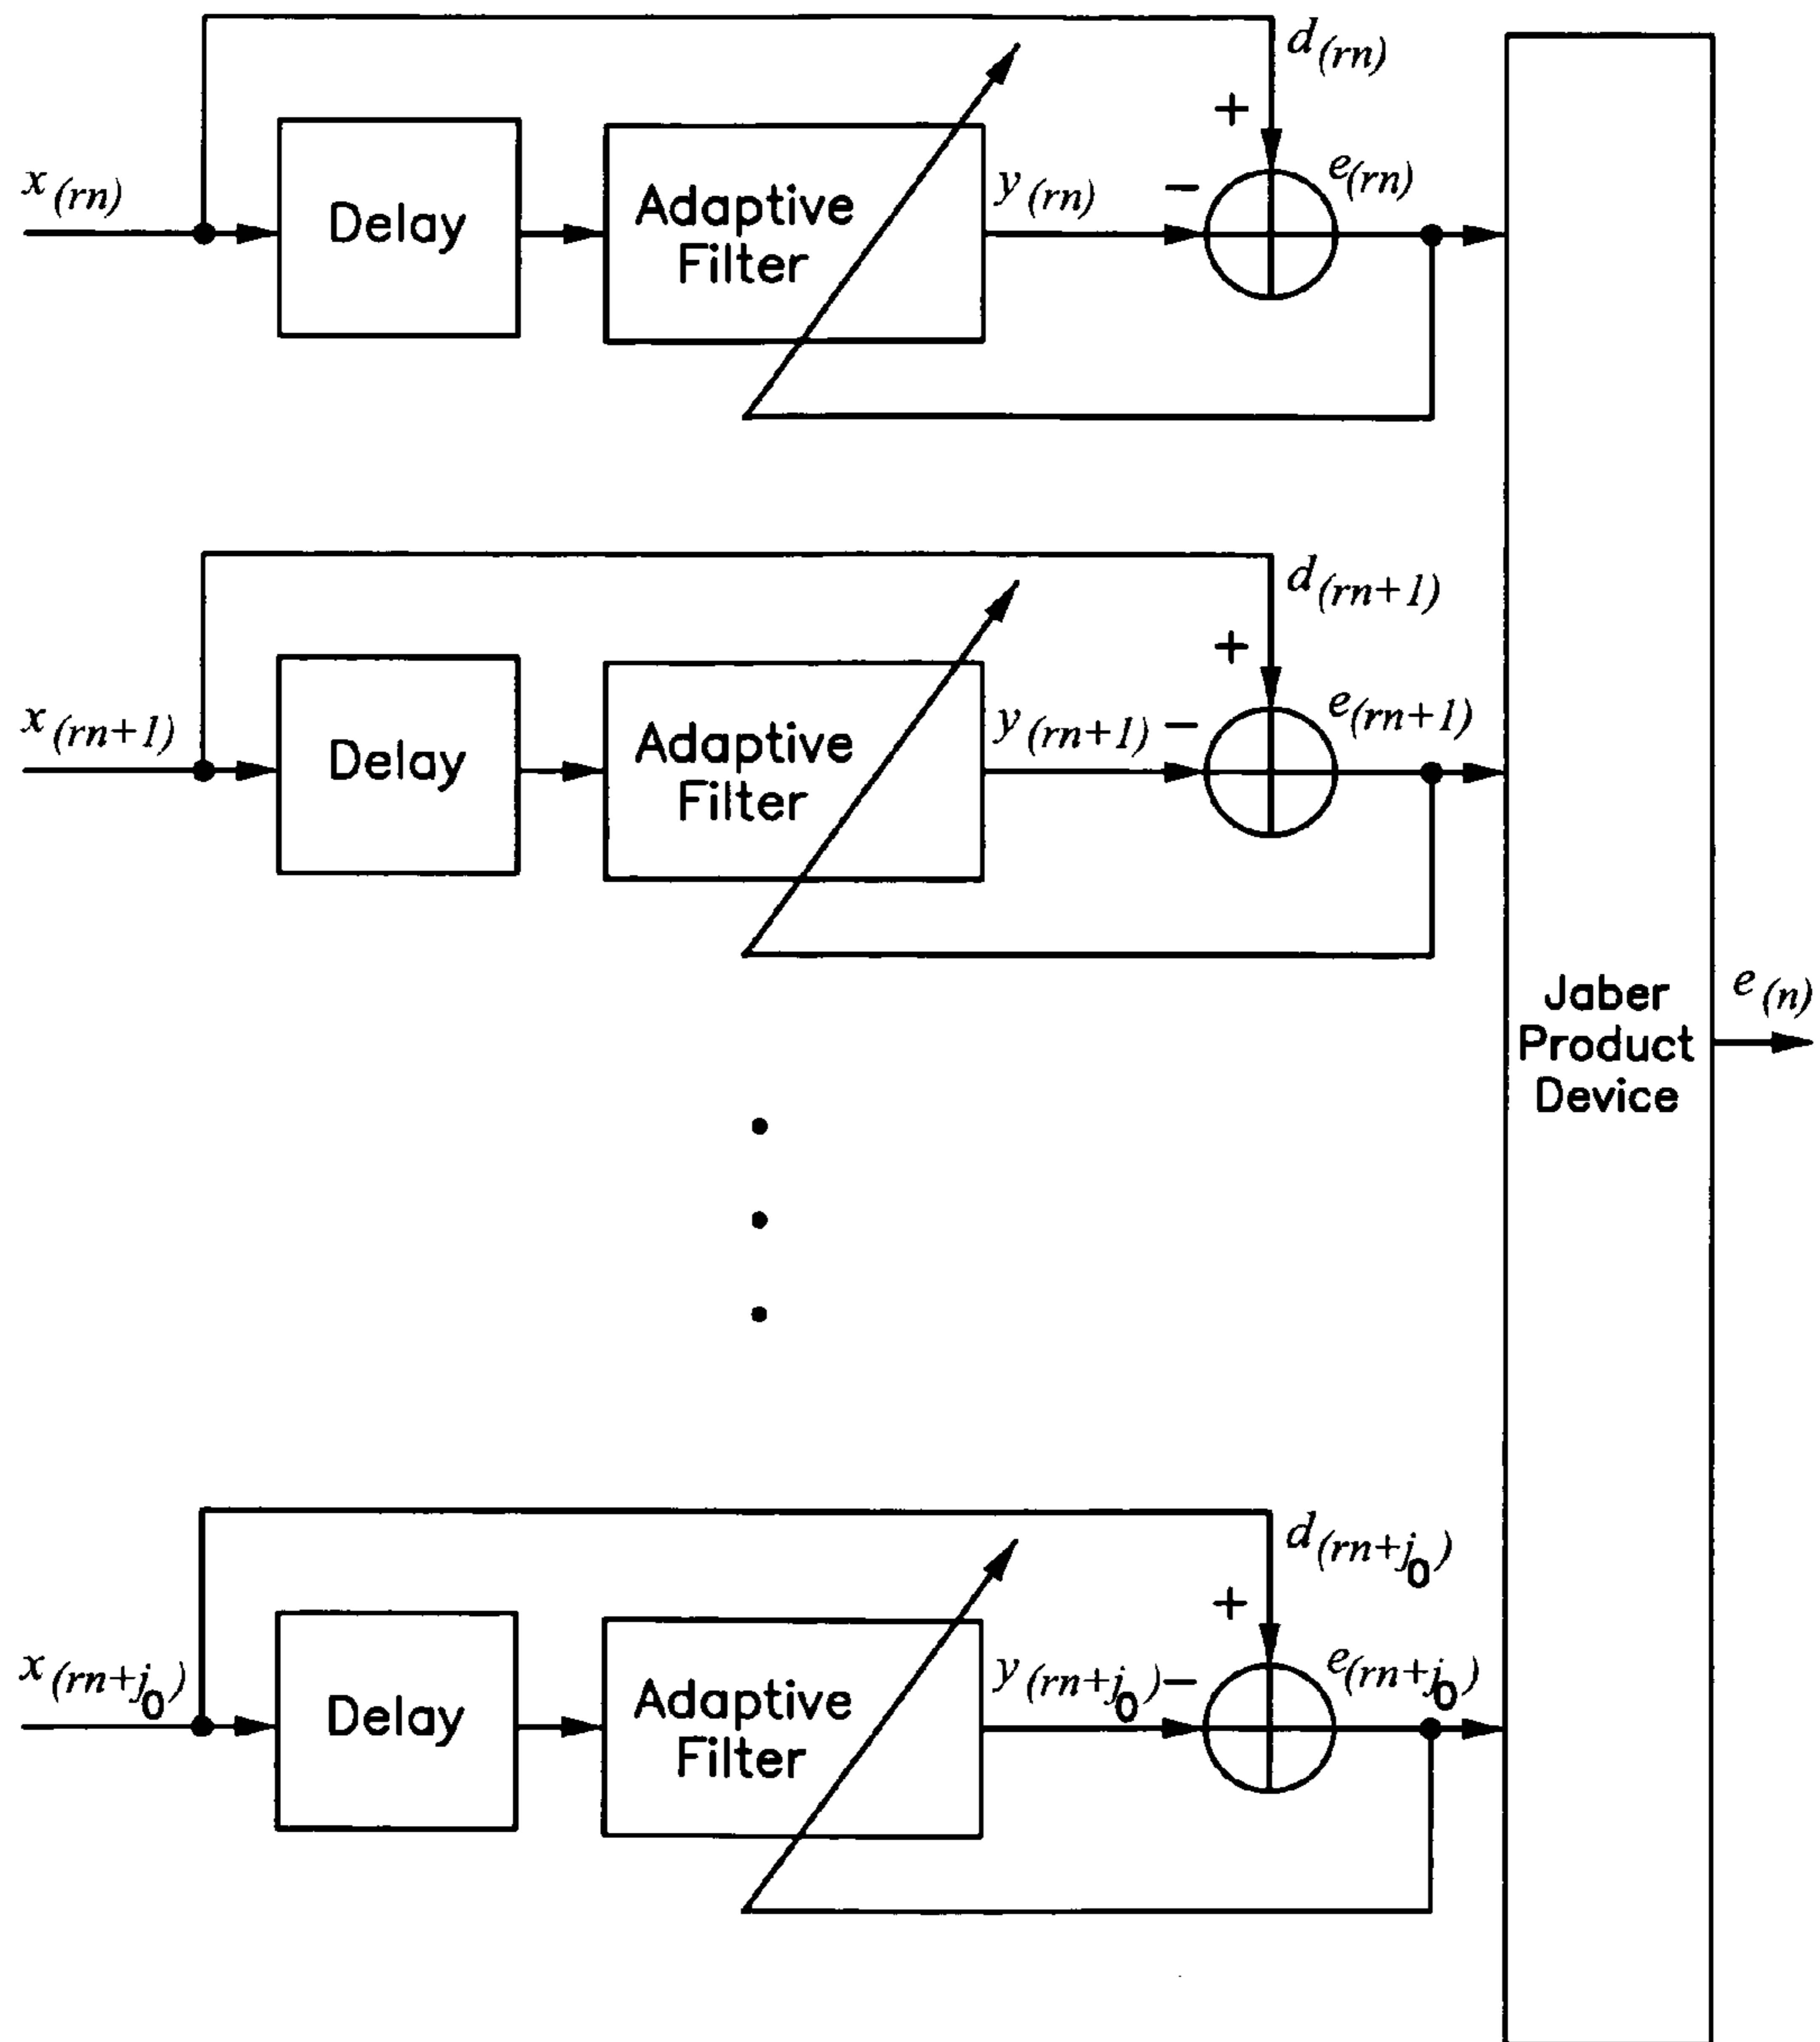 d(rn)
+
x(rn)
Delay
Adaptive
Filter
y(rn)
−
e(rn)
d(rn+1)
+
x(rn+1)
Delay
Adaptive
Filter
y(rn+1)
−
e(rn+1)
Jaber
Product
Device
e(n)
d(rn+j0)
+
x(rn+j0)
Delay
Adaptive
Filter
y(rn+j0)
−
e(rn+j0)